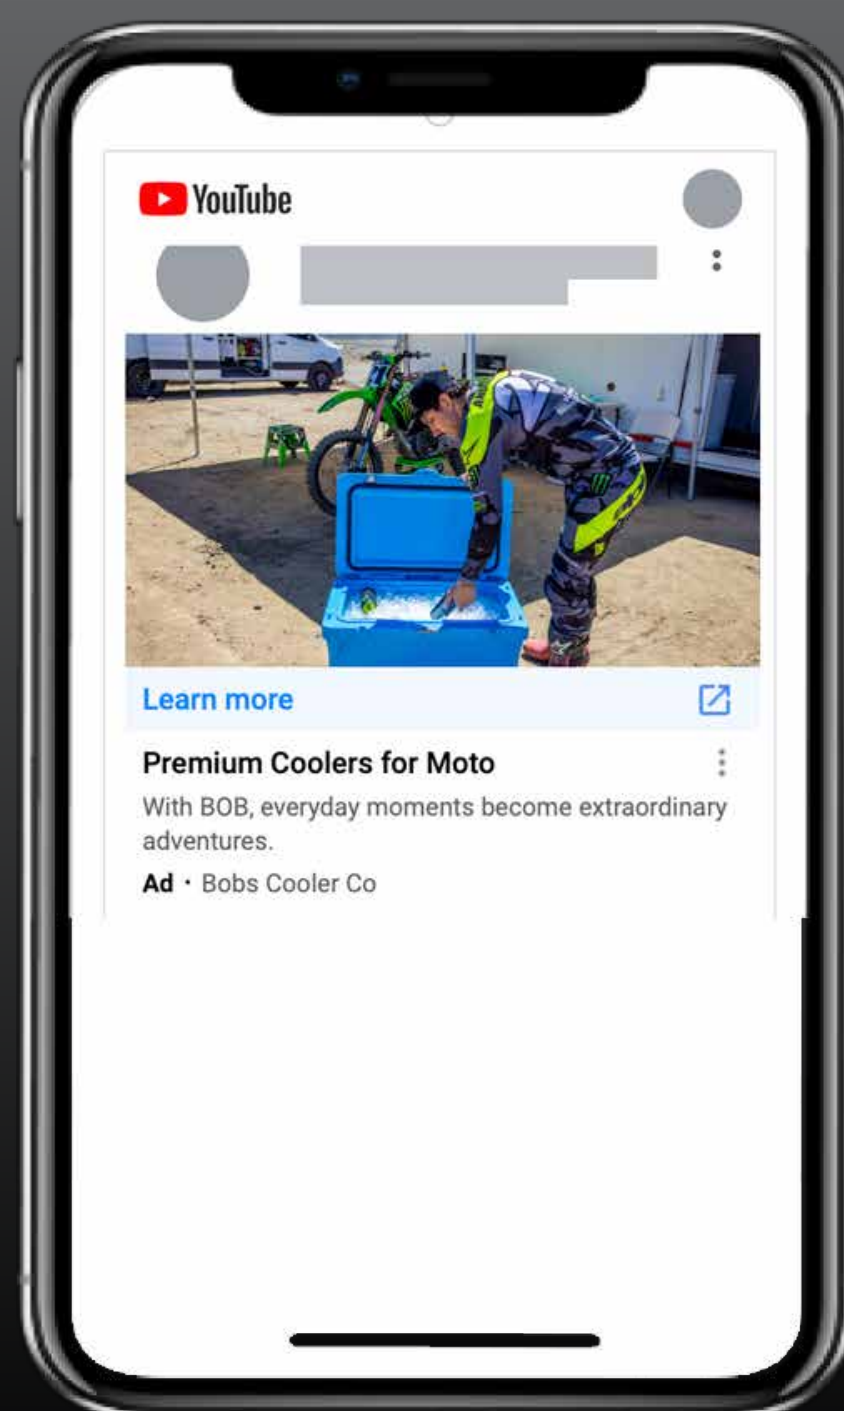 YouTube
Learn more
Premium Coolers for Moto
With BOB, everyday moments become extraordinary
adventures.
Ad · Bobs Cooler Co